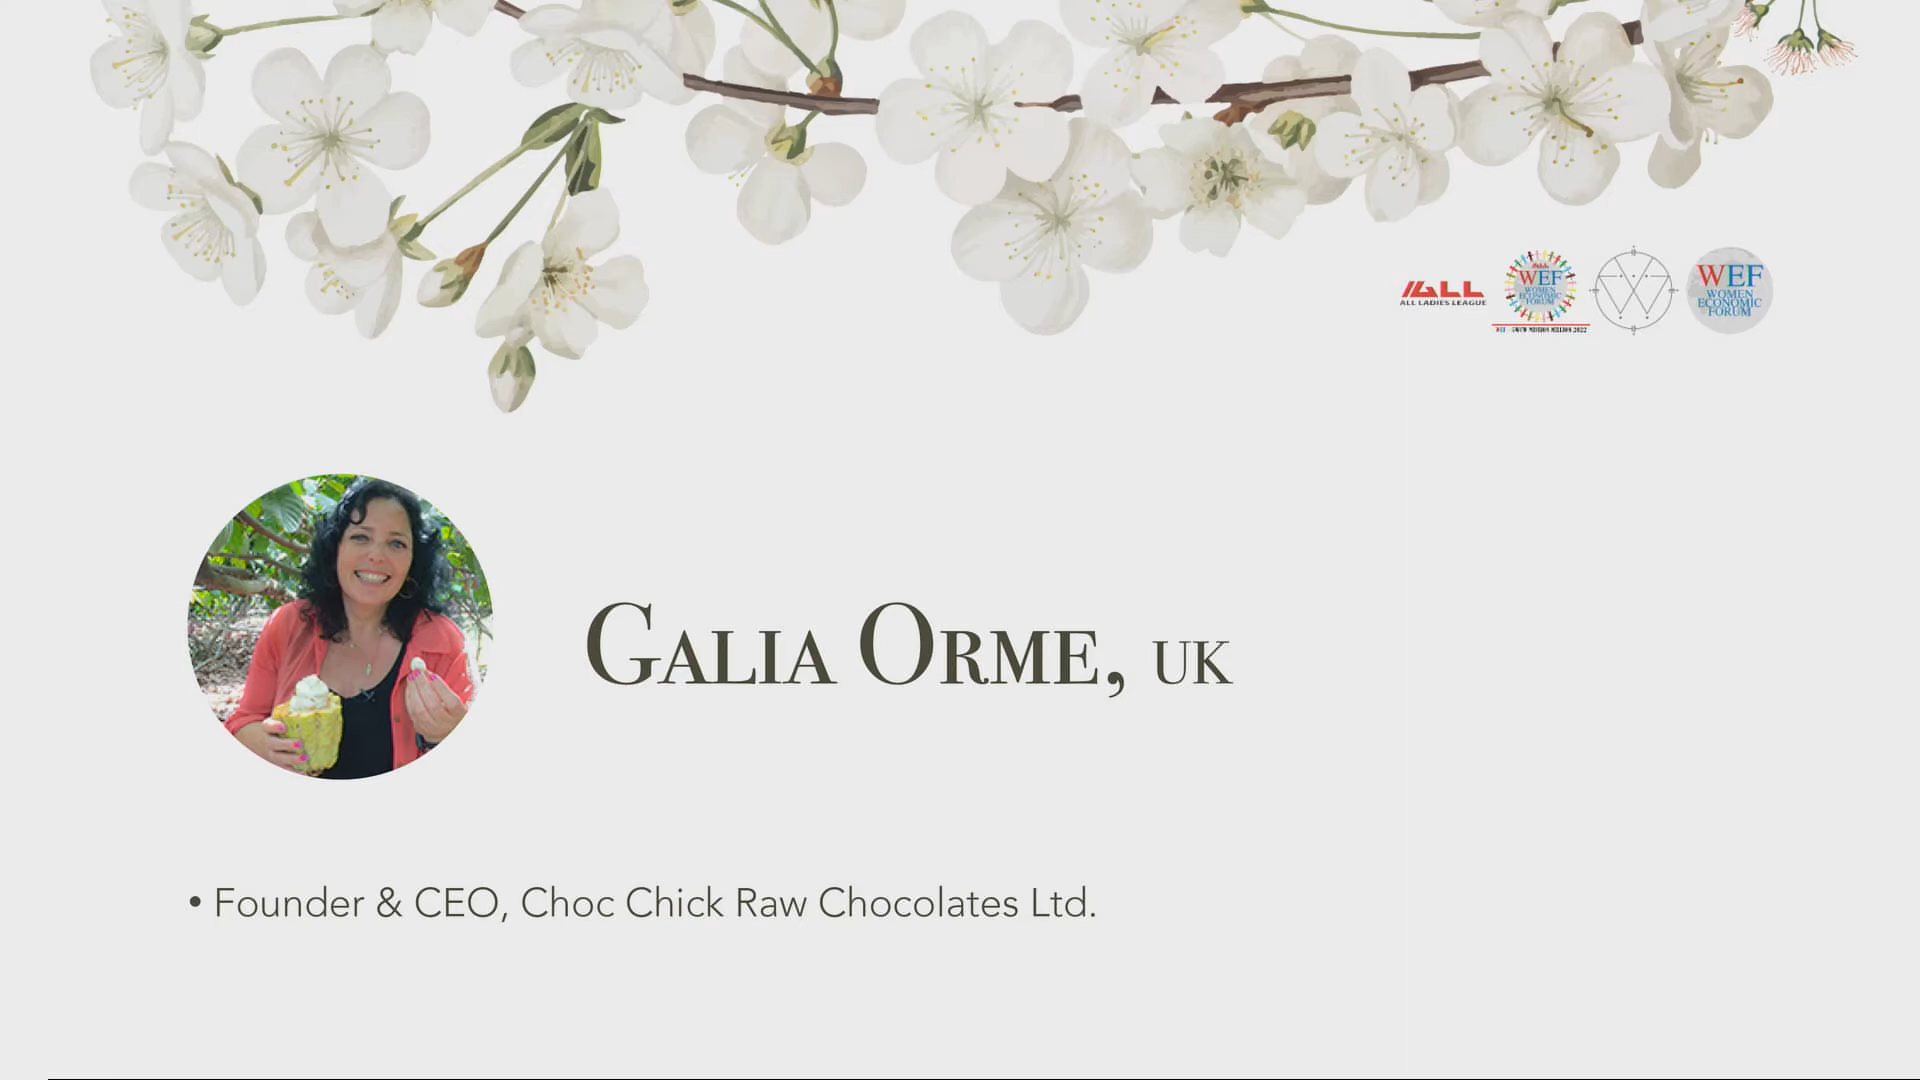 ALL
ALL LADIES LEAGUE
WEF
WOMEN
ECONOMIC
FORUM
WEF
WOMEN
ECONOMIC
FORUM
GALIA ORME, UK
• Founder & CEO, Choc Chick Raw Chocolates Ltd.